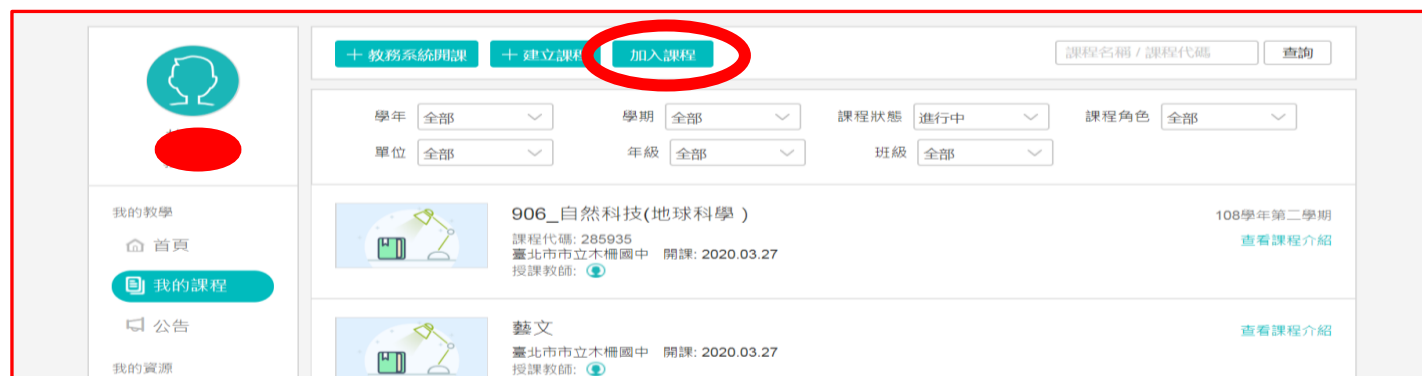 ＋ 教務系統開課
＋ 建立課程
加入課程
課程名稱 / 課程代碼
查詢
學年 全部
學期 全部
課程狀態 進行中
課程角色 全部
單位 全部
年級 全部
班級 全部
我的教學
首頁
我的課程
公告
我的資源
906_自然科技(地球科學 )
108學年第二學期
課程代碼: 285935
查看課程介紹
臺北市市立木柵國中 開課: 2020.03.27
授課教師:
藝文
查看課程介紹
臺北市市立木柵國中 開課: 2020.03.27
授課教師: